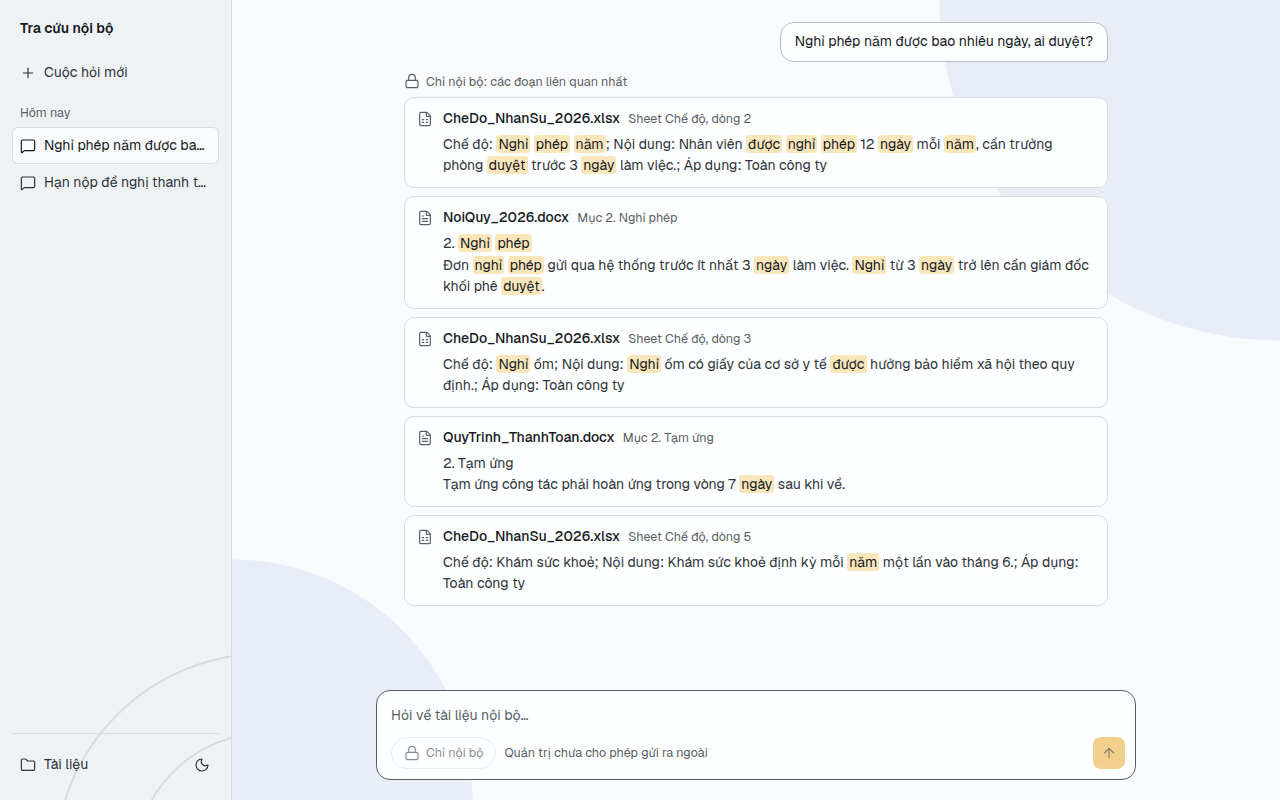 Tra cứu nội bộ
Cuộc hỏi mới
Hôm nay
Nghỉ phép năm được ba…
Hạn nộp đề nghị thanh t…
Tài liệu
Nghỉ phép năm được bao nhiêu ngày, ai duyệt?
Chỉ nội bộ: các đoạn liên quan nhất
CheDo_NhanSu_2026.xlsx Sheet Chế độ, dòng 2
Chế độ: Nghỉ phép năm; Nội dung: Nhân viên được nghỉ phép 12 ngày mỗi năm, cần trưởng
phòng duyệt trước 3 ngày làm việc.; Áp dụng: Toàn công ty
NoiQuy_2026.docx Mục 2. Nghỉ phép
2. Nghỉ phép
Đơn nghỉ phép gửi qua hệ thống trước ít nhất 3 ngày làm việc. Nghỉ từ 3 ngày trở lên cần giám đốc
khối phê duyệt.
CheDo_NhanSu_2026.xlsx Sheet Chế độ, dòng 3
Chế độ: Nghỉ ốm; Nội dung: Nghỉ ốm có giấy của cơ sở y tế được hưởng bảo hiểm xã hội theo quy
định.; Áp dụng: Toàn công ty
QuyTrinh_ThanhToan.docx Mục 2. Tạm ứng
2. Tạm ứng
Tạm ứng công tác phải hoàn ứng trong vòng 7 ngày sau khi về.
CheDo_NhanSu_2026.xlsx Sheet Chế độ, dòng 5
Chế độ: Khám sức khoẻ; Nội dung: Khám sức khoẻ định kỳ mỗi năm một lần vào tháng 6.; Áp dụng:
Toàn công ty
Hỏi về tài liệu nội bộ…
Chỉ nội bộ Quản trị chưa cho phép gửi ra ngoài